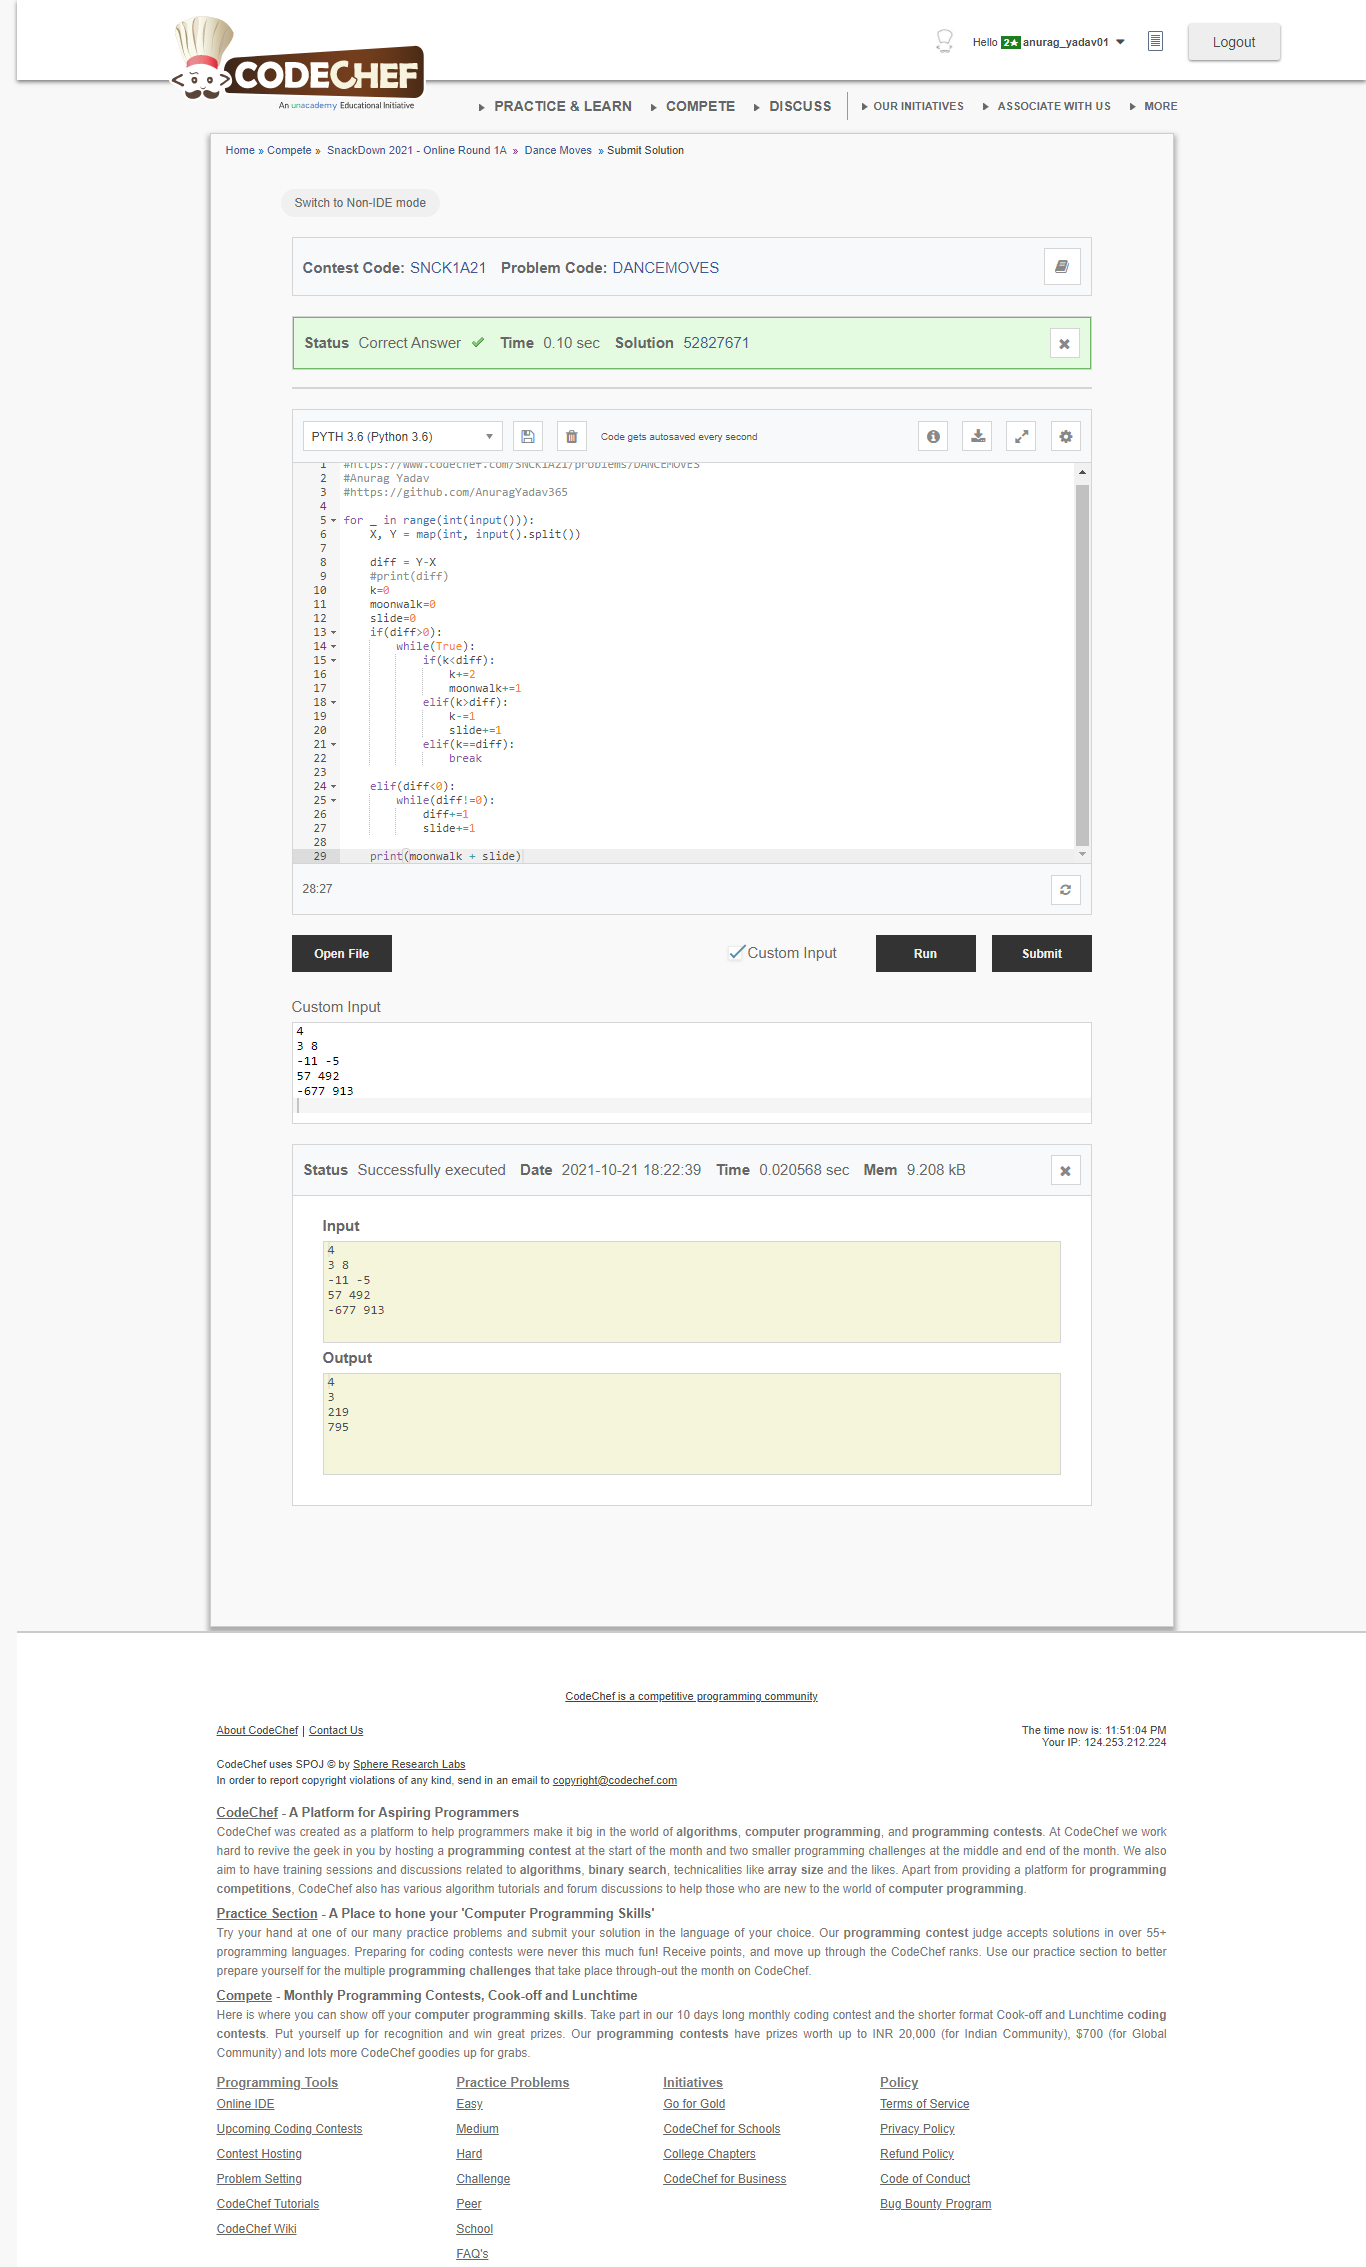 CODECHEF
An unacademy Educational Initiative
Hello 2★ anurag_yadav01
Logout
PRACTICE & LEARN COMPETE DISCUSS OUR INITIATIVES ASSOCIATE WITH US MORE
Home » Compete » SnackDown 2021 - Online Round 1A » Dance Moves » Submit Solution
Switch to Non-IDE mode
Contest Code: SNCK1A21 Problem Code: DANCEMOVES
Status Correct Answer ✔ Time 0.10 sec Solution 52827671
PYTH 3.6 (Python 3.6) Code gets autosaved every second
1 #https://www.codechef.com/SNCK1A21/problems/DANCEMOVES
2 #Anurag Yadav
3 #https://github.com/AnuragYadav365
4
5 for _ in range(int(input())):
6 X, Y = map(int, input().split())
7
8 diff = Y-X
9 #print(diff)
10 k=0
11 moonwalk=0
12 slide=0
13 if(diff>0):
14 while(True):
15 if(k<diff):
16 k+=2
17 moonwalk+=1
18 elif(k>diff):
19 k-=1
20 slide+=1
21 elif(k==diff):
22 break
23
24 elif(diff<0):
25 while(diff!=0):
26 diff+=1
27 slide+=1
28
29 print(moonwalk + slide)
28:27
Open File Custom Input Run Submit
Custom Input
4
3 8
-11 -5
57 492
-677 913
Status Successfully executed Date 2021-10-21 18:22:39 Time 0.020568 sec Mem 9.208 kB
Input
4
3 8
-11 -5
57 492
-677 913
Output
4
3
219
795
CodeChef is a competitive programming community
About CodeChef | Contact Us
The time now is: 11:51:04 PM
Your IP: 124.253.212.224
CodeChef uses SPOJ © by Sphere Research Labs
In order to report copyright violations of any kind, send in an email to copyright@codechef.com
CodeChef - A Platform for Aspiring Programmers
CodeChef was created as a platform to help programmers make it big in the world of algorithms, computer programming, and programming contests. At CodeChef we work
hard to revive the geek in you by hosting a programming contest at the start of the month and two smaller programming challenges at the middle and end of the month. We also
aim to have training sessions and discussions related to algorithms, binary search, technicalities like array size and the likes. Apart from providing a platform for programming
competitions, CodeChef also has various algorithm tutorials and forum discussions to help those who are new to the world of computer programming.
Practice Section - A Place to hone your 'Computer Programming Skills'
Try your hand at one of our many practice problems and submit your solution in the language of your choice. Our programming contest judge accepts solutions in over 55+
programming languages. Preparing for coding contests were never this much fun! Receive points, and move up through the CodeChef ranks. Use our practice section to better
prepare yourself for the multiple programming challenges that take place through-out the month on CodeChef.
Compete - Monthly Programming Contests, Cook-off and Lunchtime
Here is where you can show off your computer programming skills. Take part in our 10 days long monthly coding contest and the shorter format Cook-off and Lunchtime coding
contests. Put yourself up for recognition and win great prizes. Our programming contests have prizes worth up to INR 20,000 (for Indian Community), $700 (for Global
Community) and lots more CodeChef goodies up for grabs.
Programming Tools
Online IDE
Upcoming Coding Contests
Contest Hosting
Problem Setting
CodeChef Tutorials
CodeChef Wiki
Practice Problems
Easy
Medium
Hard
Challenge
Peer
School
FAQ's
Initiatives
Go for Gold
CodeChef for Schools
College Chapters
CodeChef for Business
Policy
Terms of Service
Privacy Policy
Refund Policy
Code of Conduct
Bug Bounty Program